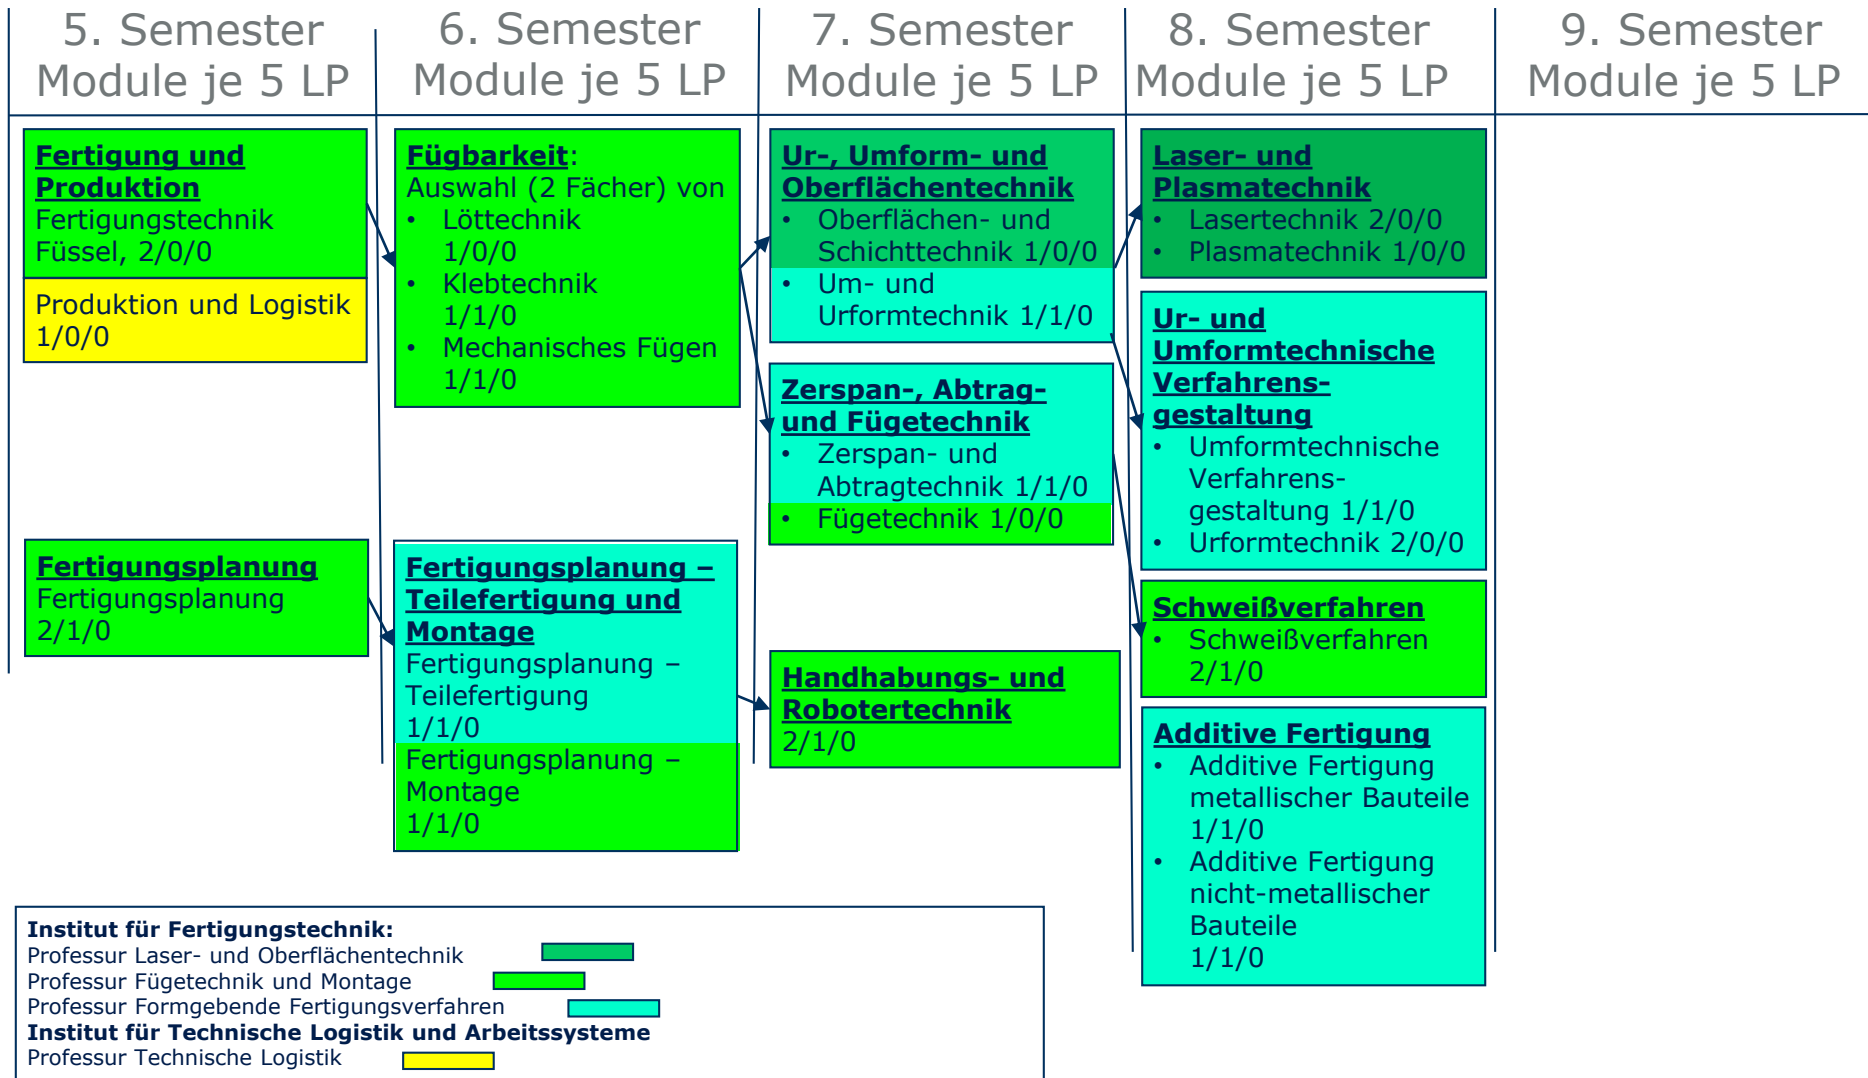 5. Semester
Module je 5 LP
6. Semester
Module je 5 LP
7. Semester
Module je 5 LP
8. Semester
Module je 5 LP
9. Semester
Module je 5 LP
Fertigung und
Produktion
Fertigungstechnik
Füssel, 2/0/0
Produktion und Logistik
1/0/0
Fertigungsplanung
Fertigungsplanung
2/1/0
Fügbarkeit:
Auswahl (2 Fächer) von
• Löttechnik
1/0/0
• Klebtechnik
1/1/0
• Mechanisches Fügen
1/1/0
Fertigungsplanung –
Teilefertigung und
Montage
Fertigungsplanung –
Teilefertigung
1/1/0
Fertigungsplanung –
Montage
1/1/0
Ur-, Umform- und
Oberflächentechnik
• Oberflächen- und
Schichttechnik 1/0/0
• Um- und
Urformtechnik 1/1/0
Zerspan-, Abtrag-
und Fügetechnik
• Zerspan- und
Abtragtechnik 1/1/0
• Fügetechnik 1/0/0
Handhabungs- und
Robotertechnik
2/1/0
Laser- und
Plasmatechnik
• Lasertechnik 2/0/0
• Plasmatechnik 1/0/0
Ur- und
Umformtechnische
Verfahrens-
gestaltung
• Umformtechnische
Verfahrens-
gestaltung 1/1/0
• Urformtechnik 2/0/0
Schweißverfahren
• Schweißverfahren
2/1/0
Additive Fertigung
• Additive Fertigung
metallischer Bauteile
1/1/0
• Additive Fertigung
nicht-metallischer
Bauteile
1/1/0
Institut für Fertigungstechnik:
Professur Laser- und Oberflächentechnik
Professur Fügetechnik und Montage
Professur Formgebende Fertigungsverfahren
Institut für Technische Logistik und Arbeitssysteme
Professur Technische Logistik